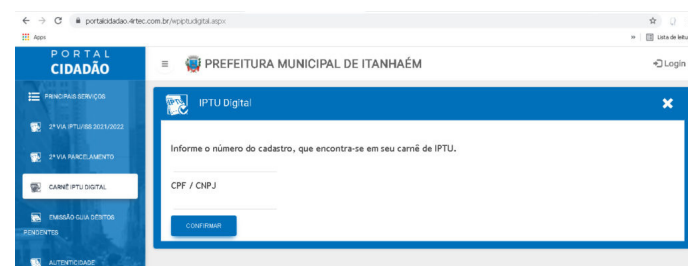 portalcidadao.4rtec.com.br/wpiptudigital.aspx
Apps
» Lista de leitu
PORTAL
CIDADÃO
PREFEITURA MUNICIPAL DE ITANHAÉM
Login
PRINCIPAIS SERVIÇOS
2ª VIA IPTU/ISS 2021/2022
2ª VIA PARCELAMENTO
CARNÊ IPTU DIGITAL
EMISSÃO GUIA DÉBITOS
PENDENTES
AUTENTICIDADE
IPTU Digital
Informe o número do cadastro, que encontra-se em seu carnê de IPTU.
CPF / CNPJ
CONFIRMAR